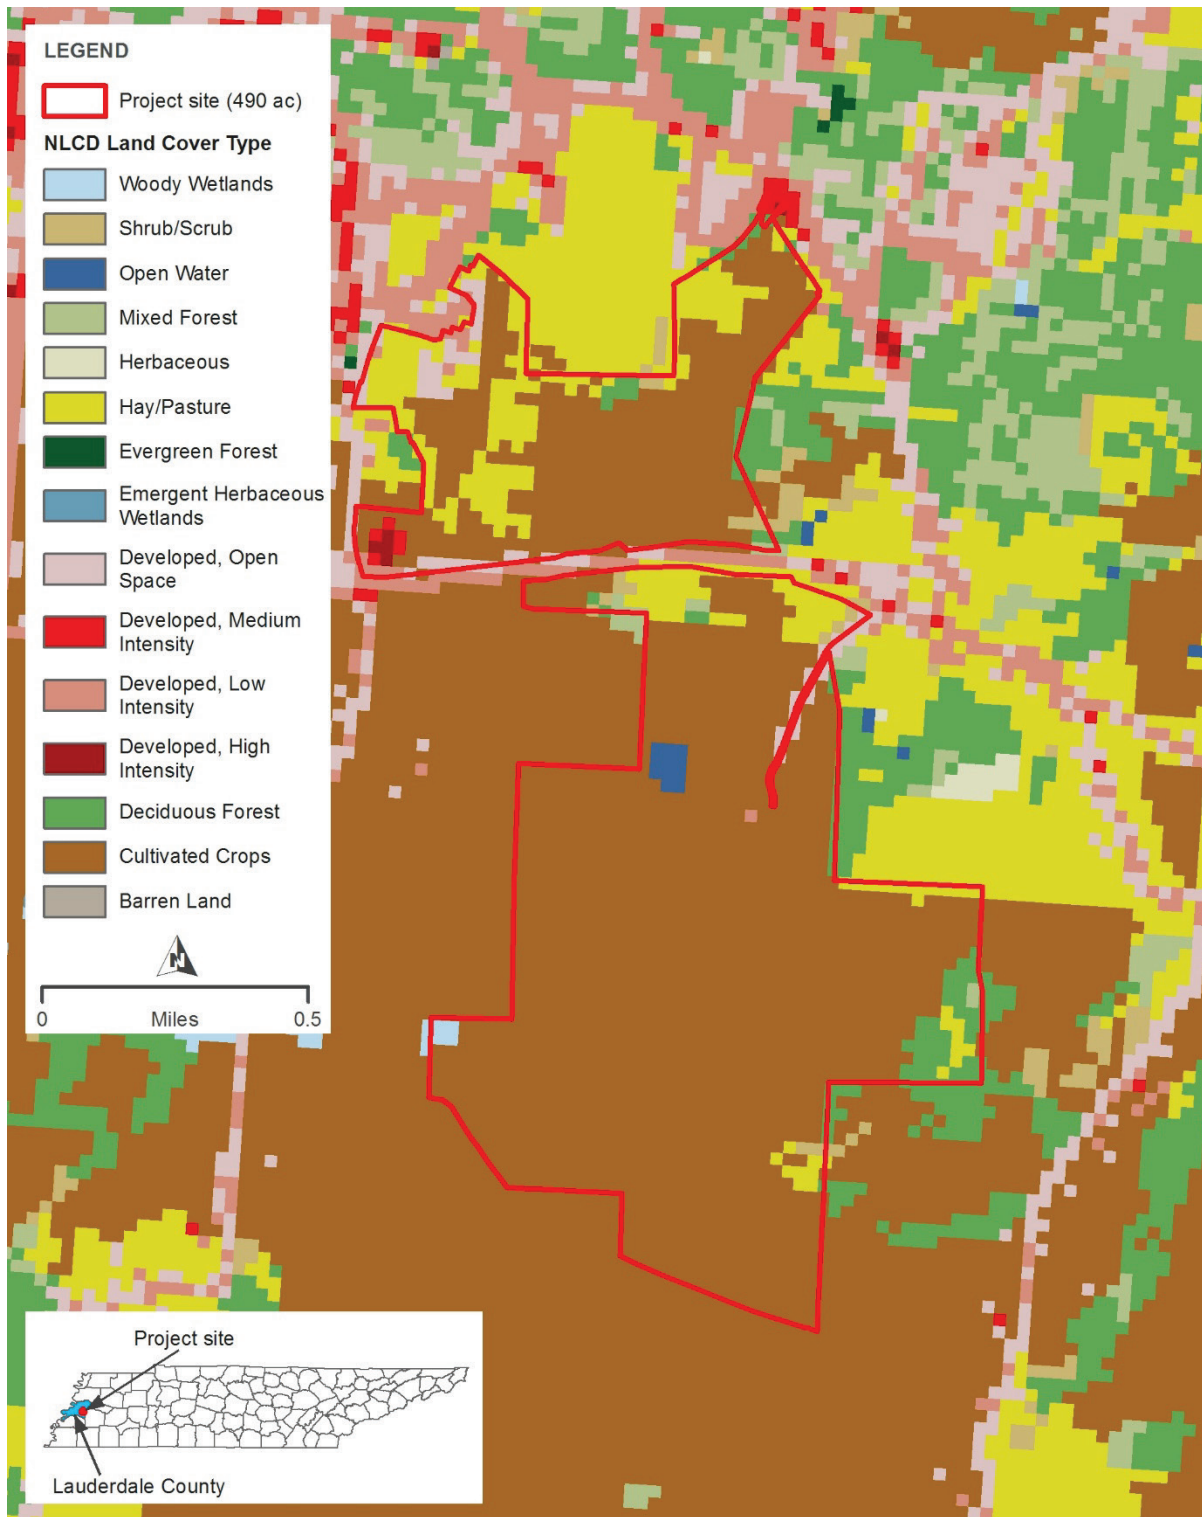 LEGEND
Project site (490 ac)
NLCD Land Cover Type
Woody Wetlands
Shrub/Scrub
Open Water
Mixed Forest
Herbaceous
Hay/Pasture
Evergreen Forest
Emergent Herbaceous
Wetlands
Developed, Open
Space
Developed, Medium
Intensity
Developed, Low
Intensity
Developed, High
Intensity
Deciduous Forest
Cultivated Crops
Barren Land
N
0 Miles 0.5
Project site
Lauderdale County